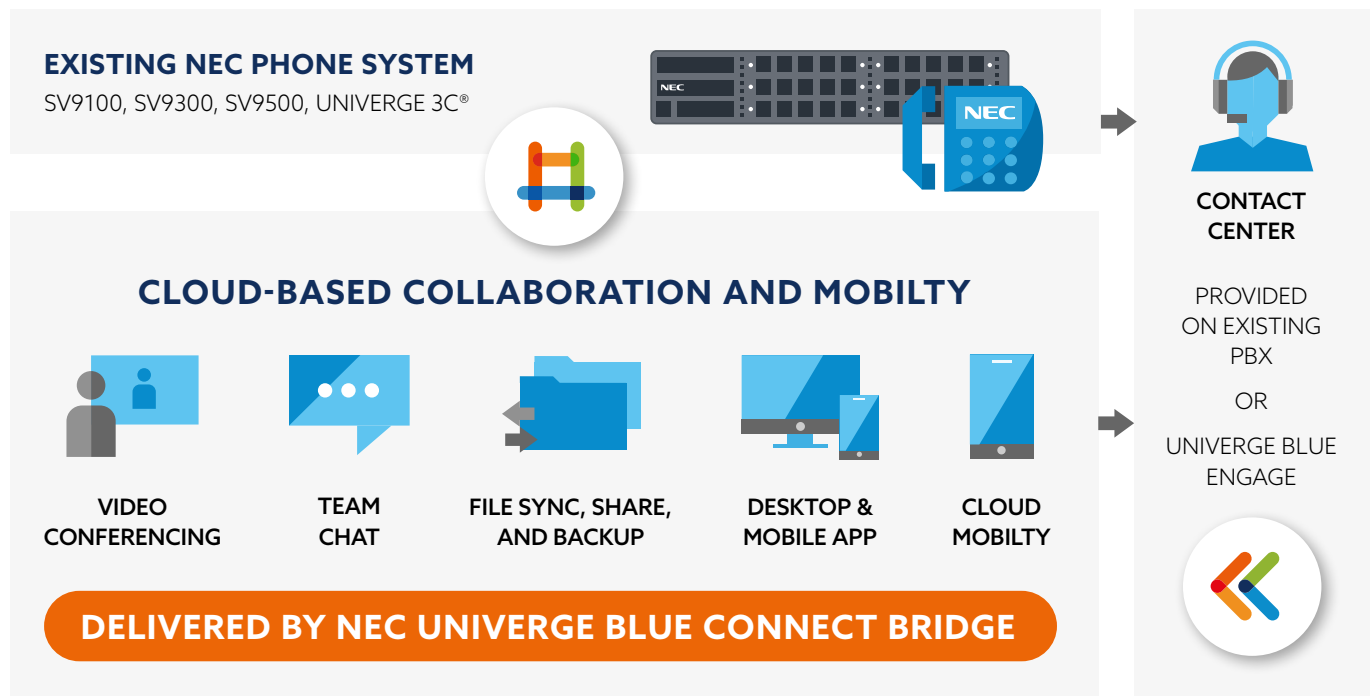 EXISTING NEC PHONE SYSTEM
SV9100, SV9300, SV9500, UNIVERGE 3C®
NEC
NEC
CLOUD-BASED COLLABORATION AND MOBILTY
VIDEO
CONFERENCING
TEAM
CHAT
FILE SYNC, SHARE,
AND BACKUP
DESKTOP &
MOBILE APP
CLOUD
MOBILTY
DELIVERED BY NEC UNIVERGE BLUE CONNECT BRIDGE
CONTACT
CENTER
PROVIDED
ON EXISTING
PBX
OR
UNIVERGE BLUE
ENGAGE